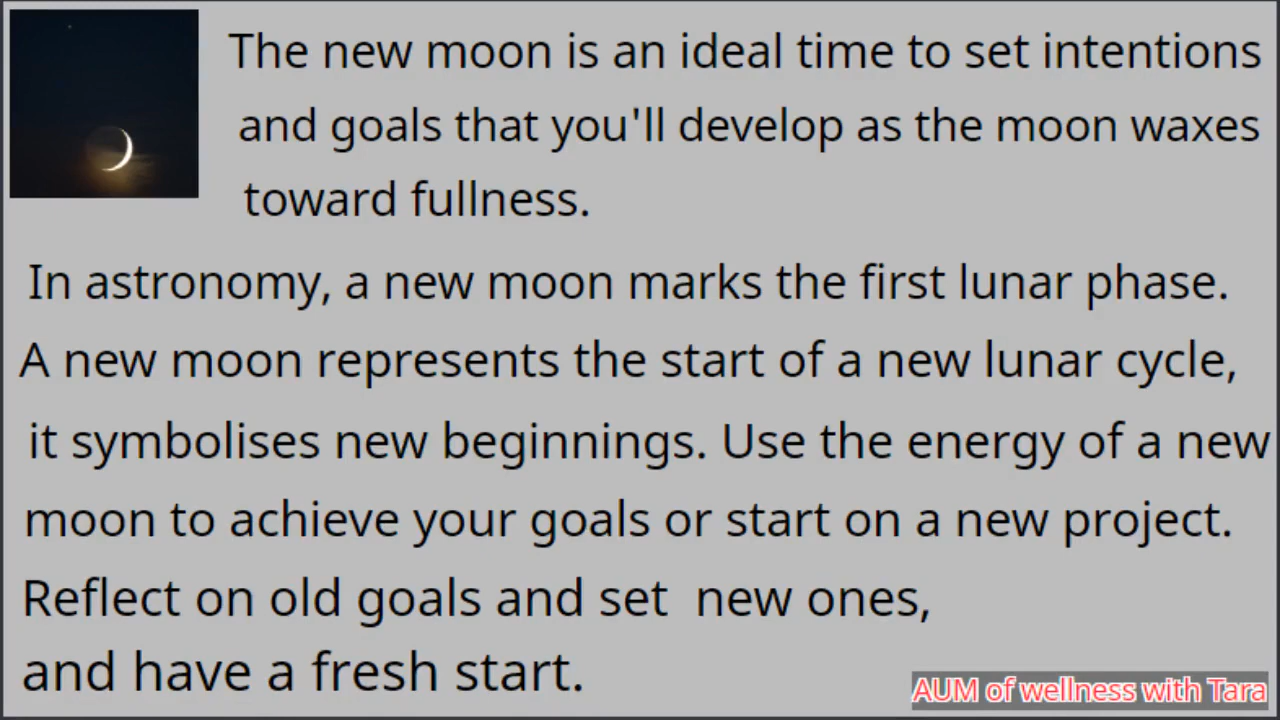 The new moon is an ideal time to set intentions
and goals that you'll develop as the moon waxes
toward fullness.
In astronomy, a new moon marks the first lunar phase.
A new moon represents the start of a new lunar cycle,
it symbolises new beginnings. Use the energy of a new
moon to achieve your goals or start on a new project.
Reflect on old goals and set  new ones,
and have a fresh start.
AUM of wellness with Tara